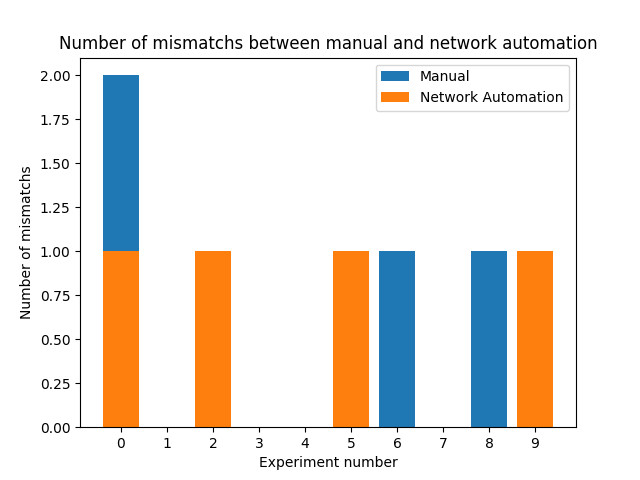 Number of mismatchs between manual and network automation
Manual
Network Automation
2.00
1.75
1.50
1.25
1.00
0.75
0.50
0.25
0.00
Number of mismatchs
0 1 2 3 4 5 6 7 8 9
Experiment number